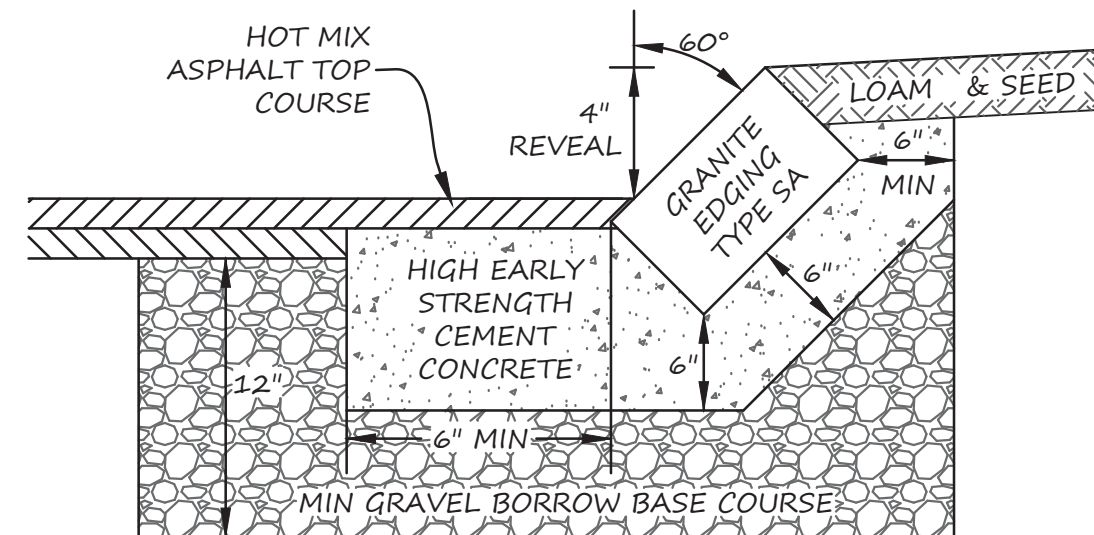 HOT MIX
ASPHALT TOP
COURSE
60°
4"
REVEAL
LOAM & SEED
6"
MIN
GRANITE
EDGING
TYPE SA
HIGH EARLY
STRENGTH
CEMENT
CONCRETE
6"
6"
12"
6" MIN
MIN GRAVEL BORROW BASE COURSE